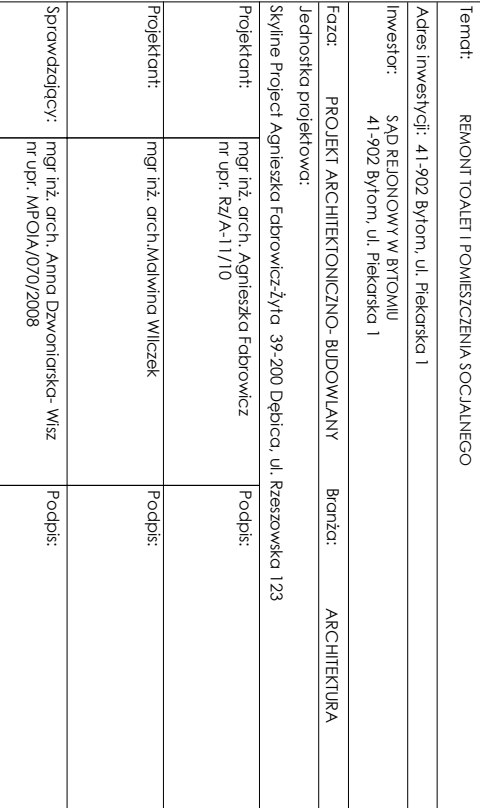 Temat: REMONT TOALET I POMIESZCZENIA SOCJALNEGO
Adres inwestycji: 41-902 Bytom, ul. Piekarska 1
Inwestor: SĄD REJONOWY W BYTOMIU
41-902 Bytom, ul. Piekarska 1
Faza: PROJEKT ARCHITEKTONICZNO- BUDOWLANY Branża: ARCHITEKTURA
Jednostka projektowa:
Skyline Project Agnieszka Fabrowicz-Żyta 39-200 Dębica, ul. Rzeszowska 123
Projektant: mgr inż. arch. Agnieszka Fabrowicz Podpis:
nr upr. Rz/A-11/10
Projektant: mgr inż. arch.Malwina Wilczek Podpis:
Sprawdzający: mgr inż. arch. Anna Dzwoniarska- Wisz Podpis:
nr upr. MPOIA/070/2008